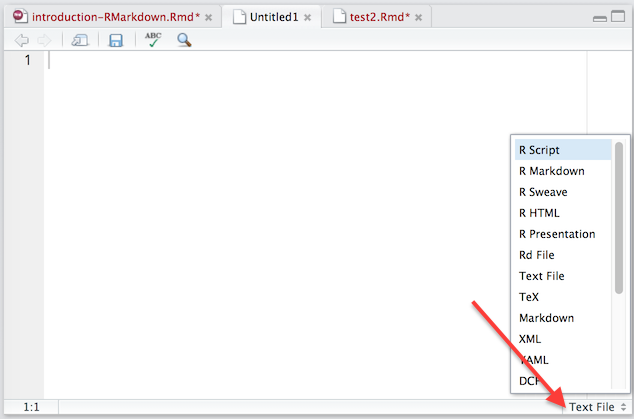 introduction-RMarkdown.Rmd*
Untitled1
test2.Rmd*
ABC
1
R Script
R Markdown
R Sweave
R HTML
R Presentation
Rd File
Text File
TeX
Markdown
XML
YAML
DCF
1:1
Text File